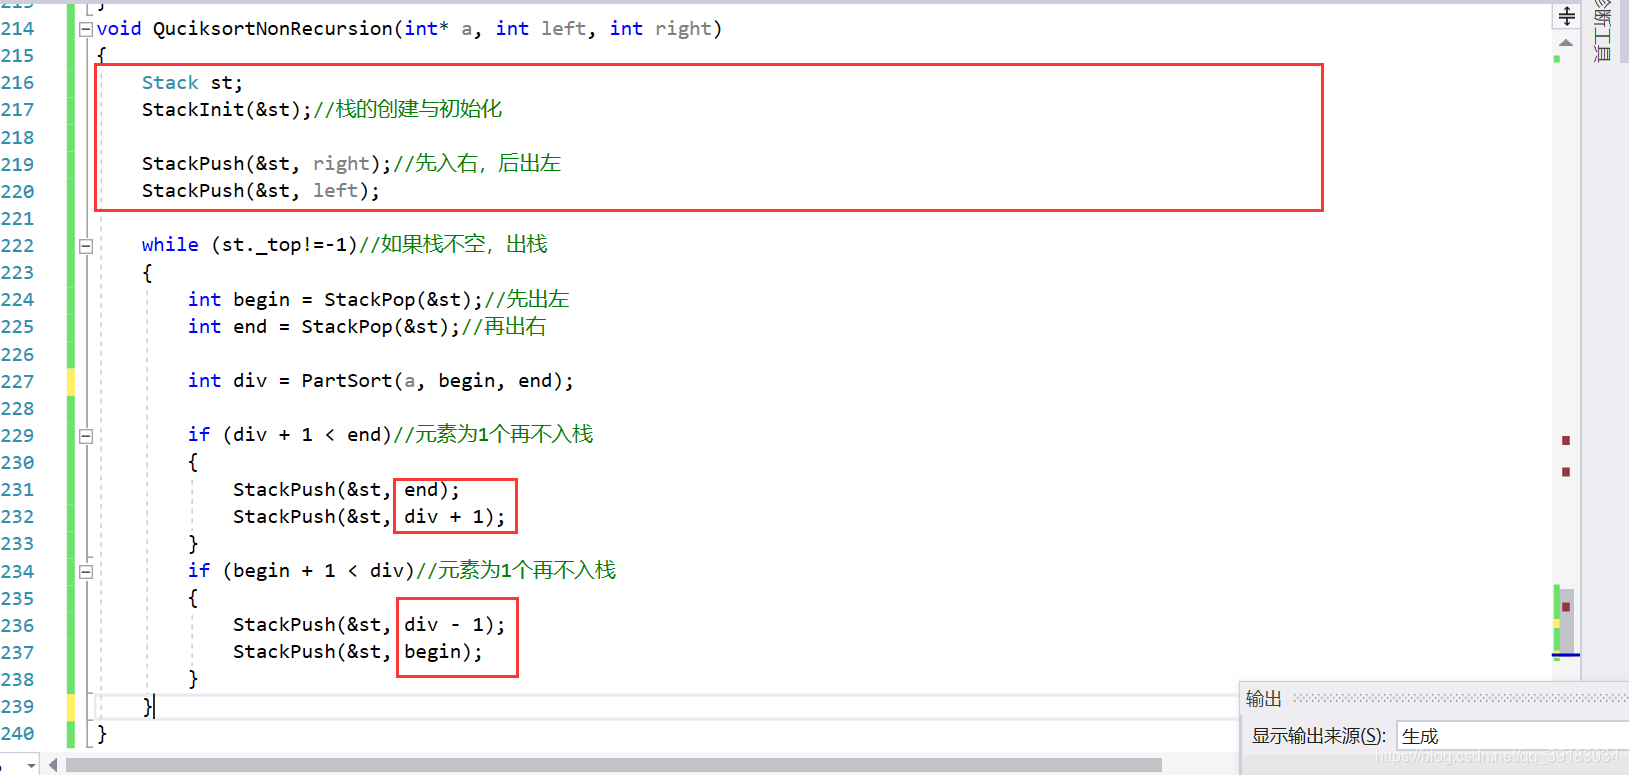 214 void QuciksortNonRecursion(int* a, int left, int right)
215 {
216 Stack st;
217 StackInit(&st);//栈的创建与初始化
218
219 StackPush(&st, right);//先入右，后出左
220 StackPush(&st, left);
221
222 while (st._top!=-1)//如果栈不空，出栈
223 {
224 int begin = StackPop(&st);//先出左
225 int end = StackPop(&st);//再出右
226
227 int div = PartSort(a, begin, end);
228
229 if (div + 1 < end)//元素为1个再不入栈
230 {
231 StackPush(&st, end);
232 StackPush(&st, div + 1);
233 }
234 if (begin + 1 < div)//元素为1个再不入栈
235 {
236 StackPush(&st, div - 1);
237 StackPush(&st, begin);
238 }
239 }
240 }
诊断工具
输出
显示输出来源(S): 生成
https://blog.csdn.net/qq_39183034